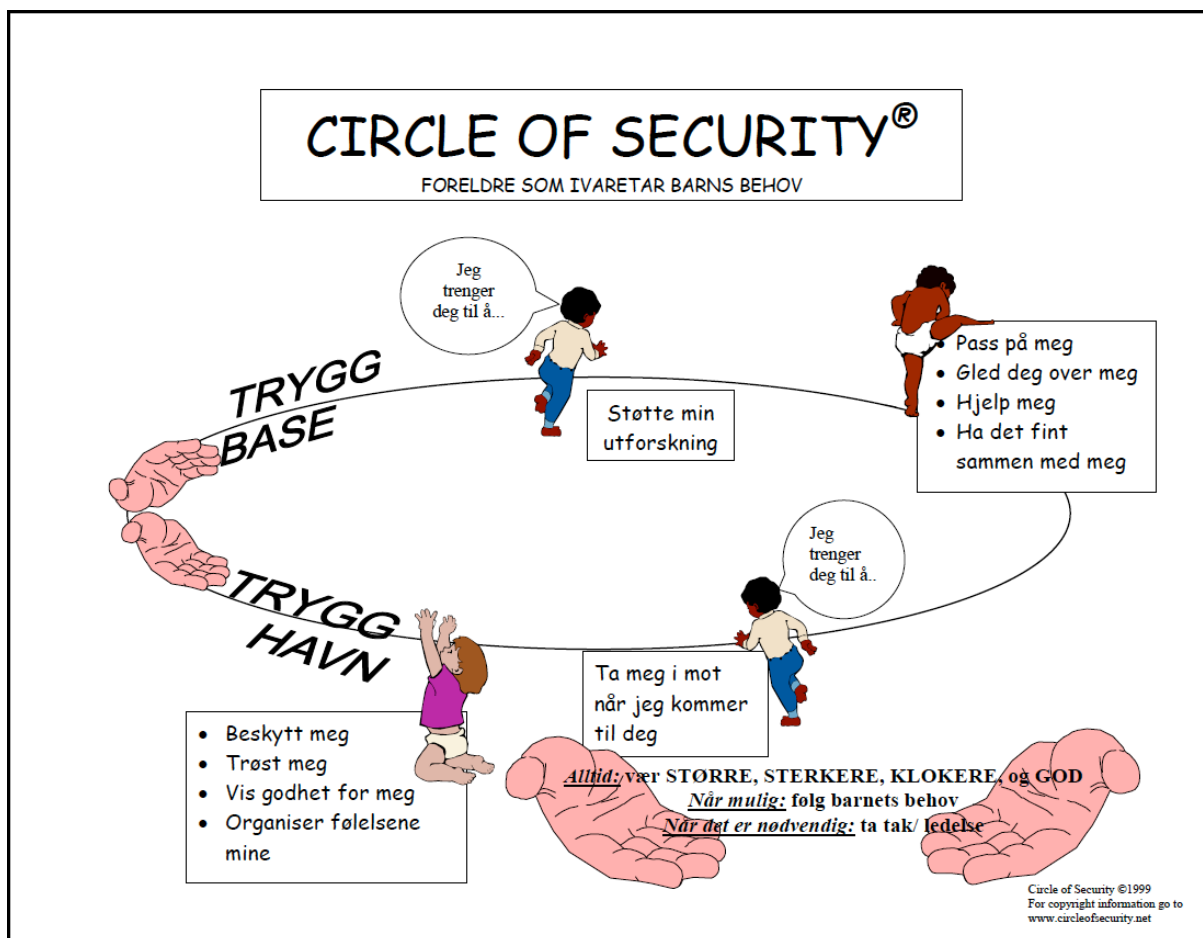 CIRCLE OF SECURITY®
FORELDRE SOM IVARETAR BARNS BEHOV
Jeg
trenger
deg til å...
TRYGG
BASE
Støtte min
utforskning
• Pass på meg
• Gled deg over meg
• Hjelp meg
• Ha det fint
sammen med meg
Jeg
trenger
deg til å..
TRYGG
HAVN
Ta meg i mot
når jeg kommer
til deg
• Beskytt meg
• Trøst meg
• Vis godhet for meg
• Organiser følelsene
mine
Alltid: vær STØRRE, STERKERE, KLOKERE, og GOD
Når mulig: følg barnets behov
Når det er nødvendig: ta tak/ ledelse
Circle of Security ©1999
For copyright information go to
www.circleofsecurity.net